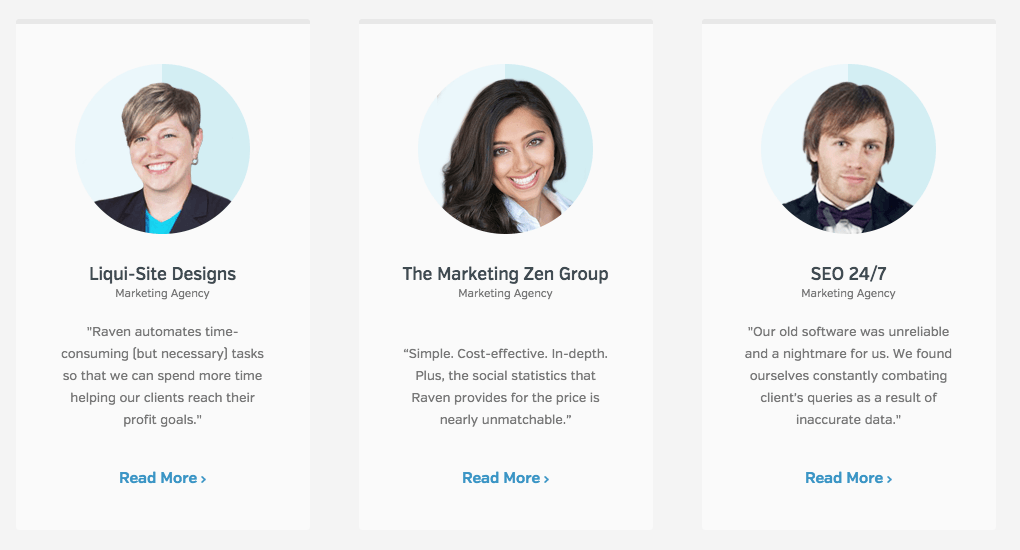 Liqui-Site Designs
Marketing Agency
"Raven automates time-
consuming (but necessary) tasks
so that we can spend more time
helping our clients reach their
profit goals."
Read More ›
The Marketing Zen Group
Marketing Agency
“Simple. Cost-effective. In-depth.
Plus, the social statistics that
Raven provides for the price is
nearly unmatchable.”
Read More ›
SEO 24/7
Marketing Agency
"Our old software was unreliable
and a nightmare for us. We found
ourselves constantly combating
client's queries as a result of
inaccurate data."
Read More ›